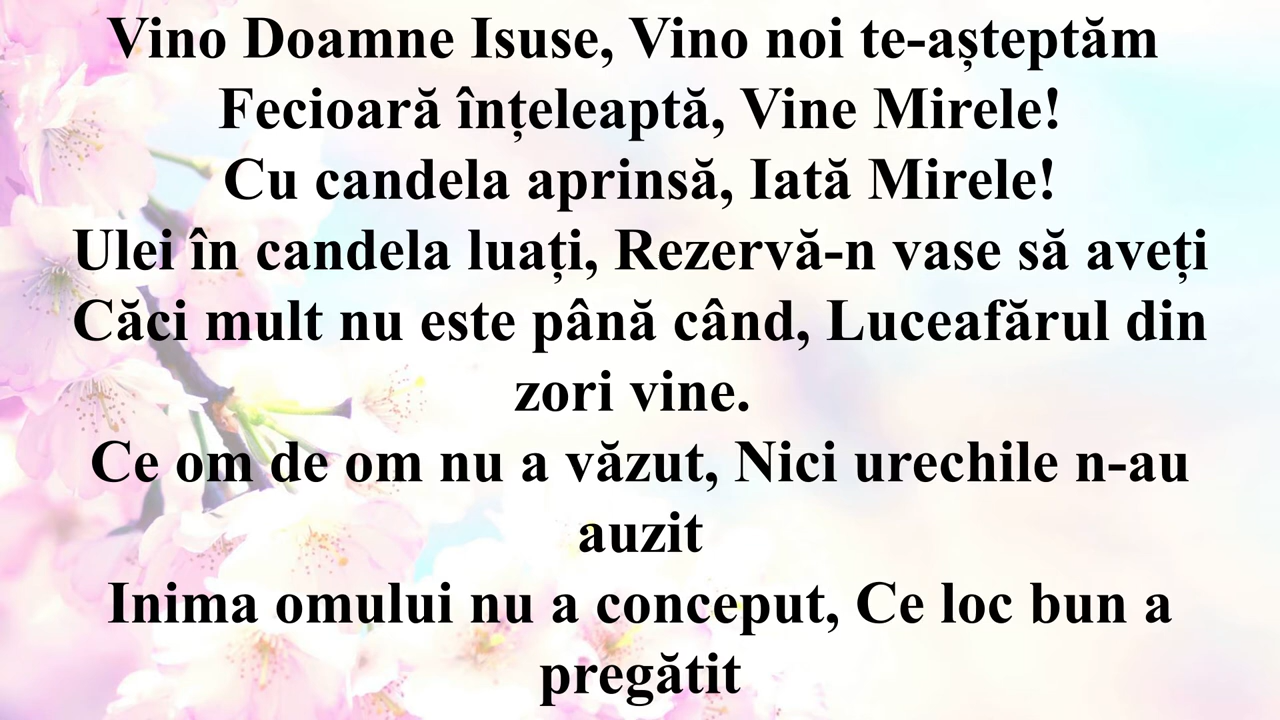 Vino Doamne Isuse, Vino noi te-așteptăm
Fecioară înțeleaptă, Vine Mirele!
Cu candela aprinsă, Iată Mirele!
Ulei în candela luați, Rezervă-n vase să aveți
Căci mult nu este până când, Luceafărul din
zori vine.
Ce om de om nu a văzut, Nici urechile n-au
auzit
Inima omului nu a conceput, Ce loc bun a
pregătit